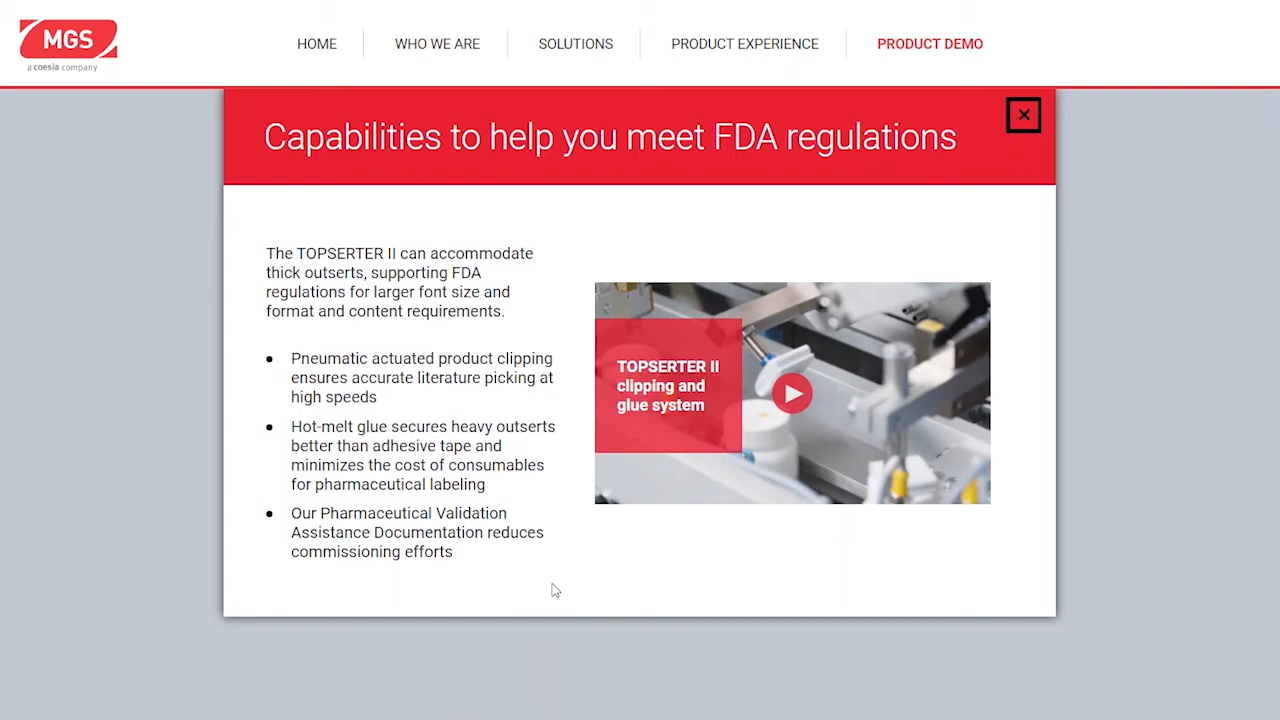 MGS
a coesia company
HOME
WHO WE ARE
SOLUTIONS
PRODUCT EXPERIENCE
PRODUCT DEMO
Capabilities to help you meet FDA regulations
The TOPSERTER II can accommodate
thick outserts, supporting FDA
regulations for larger font size and
format and content requirements.
• Pneumatic actuated product clipping
ensures accurate literature picking at
high speeds
• Hot-melt glue secures heavy outserts
better than adhesive tape and
minimizes the cost of consumables
for pharmaceutical labeling
• Our Pharmaceutical Validation
Assistance Documentation reduces
commissioning efforts
TOPSERTER II
clipping and
glue system